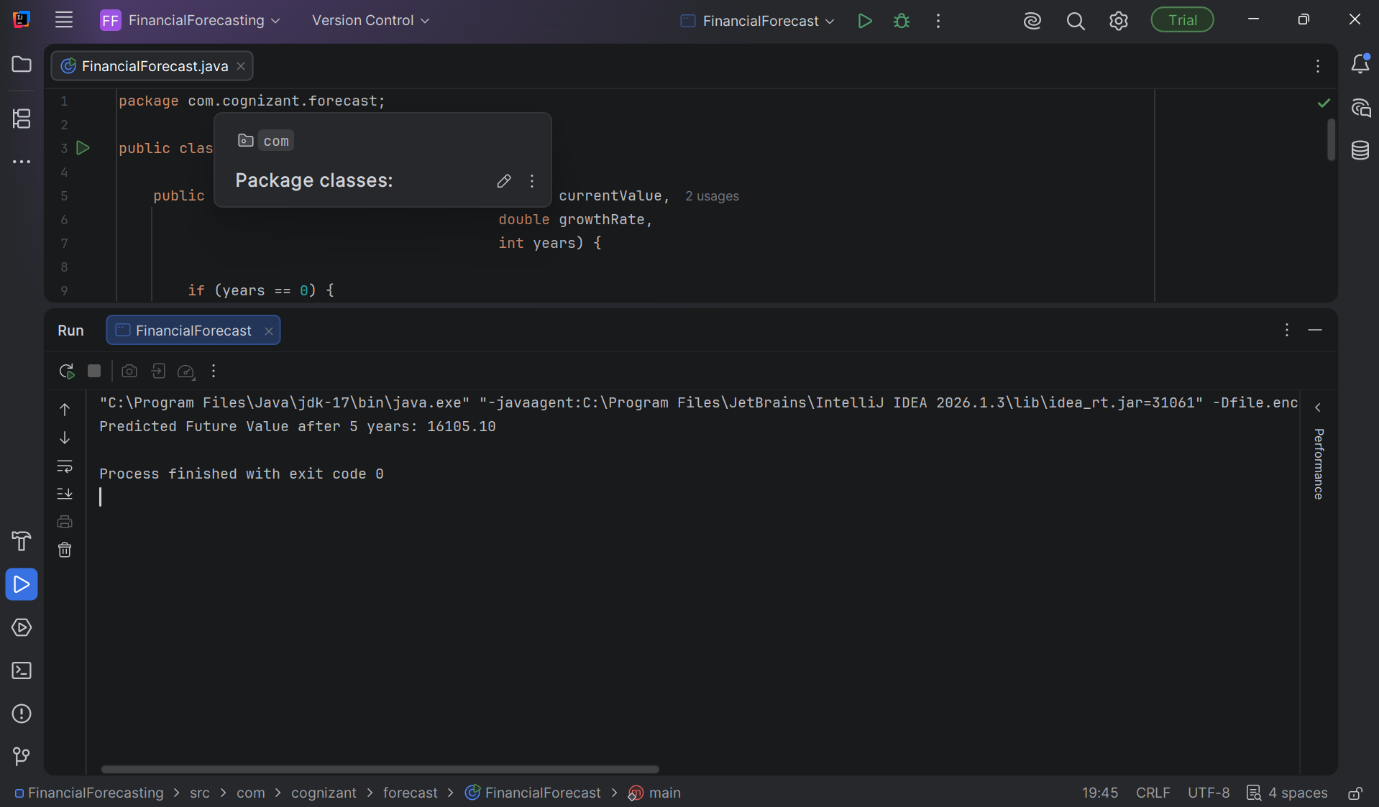 FF FinancialForecasting Version Control FinancialForecast Trial
FinancialForecast.java
1 package com.cognizant.forecast;
2
com
3 public clas
Package classes:
4
5 public currentValue, 2 usages
6 double growthRate,
7 int years) {
8
9 if (years == 0) {
Run FinancialForecast
"C:\Program Files\Java\jdk-17\bin\java.exe" "-javaagent:C:\Program Files\JetBrains\IntelliJ IDEA 2026.1.3\lib\idea_rt.jar=31061" -Dfile.enc
Predicted Future Value after 5 years: 16105.10
Process finished with exit code 0
Performance
FinancialForecasting > src > com > cognizant > forecast > FinancialForecast > m main 19:45 CRLF UTF-8 4 spaces